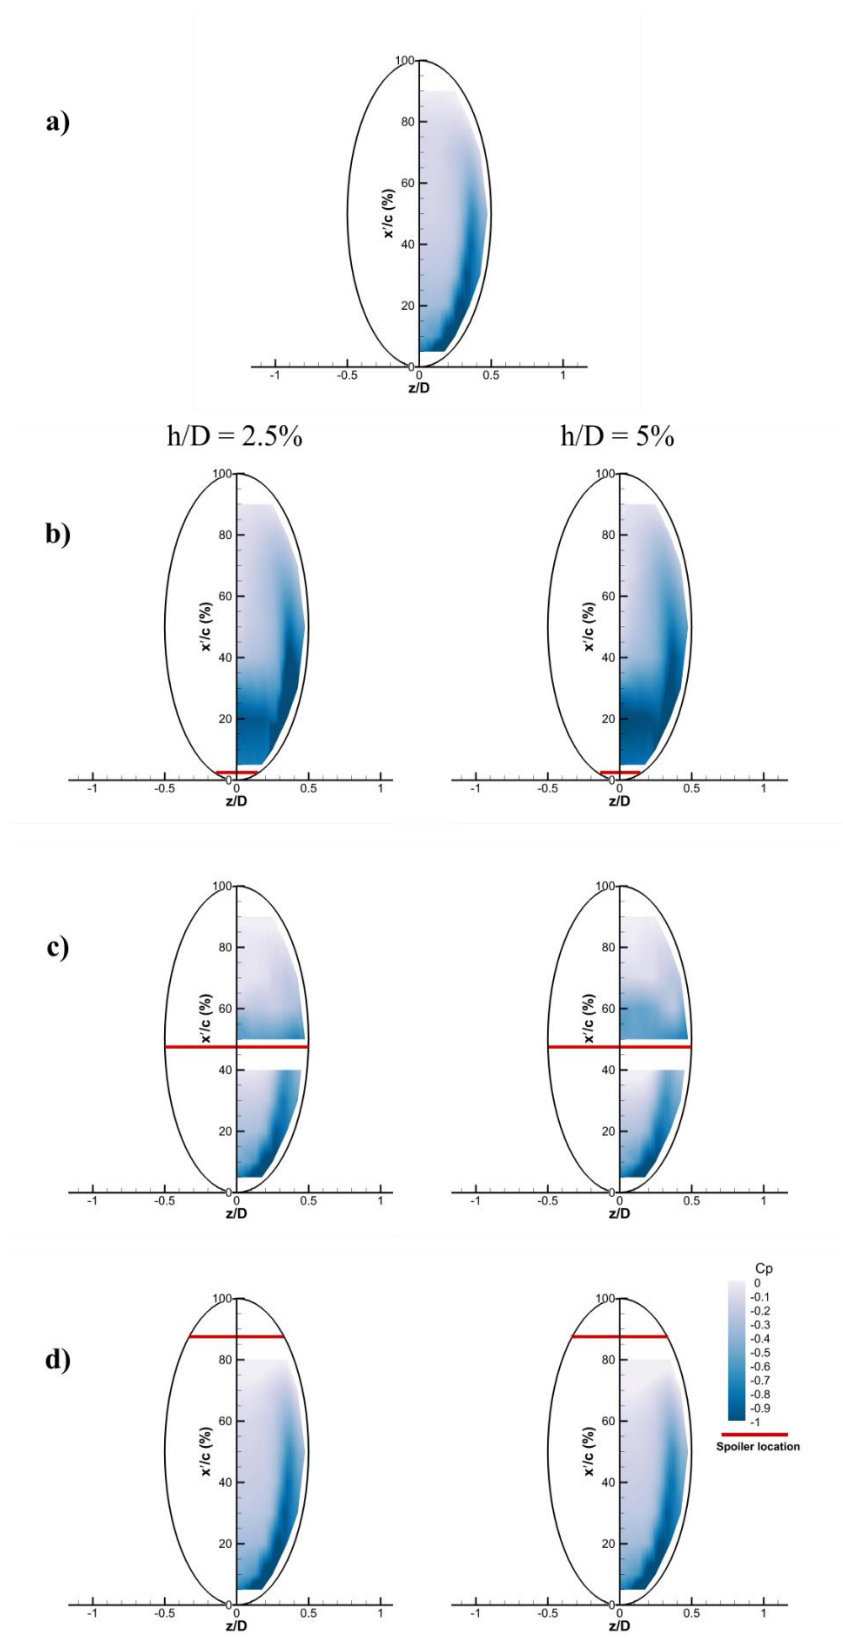 a)
100
80
60
x'/c (%)
40
20
0
-1 -0.5 0 0.5 1
z/D
h/D = 2.5% h/D = 5%
b)
100 100
80 80
60 60
x'/c (%) x'/c (%)
40 40
20 20
0 0
-1 -0.5 0 0.5 1 -1 -0.5 0 0.5 1
z/D z/D
c)
100 100
80 80
60 60
x'/c (%) x'/c (%)
40 40
20 20
0 0
-1 -0.5 0 0.5 1 -1 -0.5 0 0.5 1
z/D z/D
d)
100 100
80 80
60 60
x'/c (%) x'/c (%)
40 40
20 20
0 0
-1 -0.5 0 0.5 1 -1 -0.5 0 0.5 1
z/D z/D
Cp
0
-0.1
-0.2
-0.3
-0.4
-0.5
-0.6
-0.7
-0.8
-0.9
-1
Spoiler location